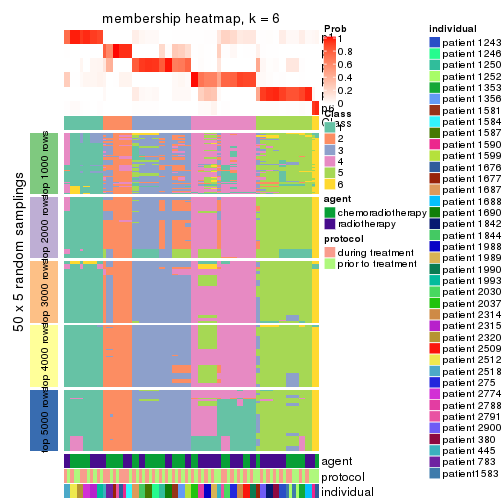 membership heatmap, k = 6
50 x 5 random samplings
top 1000 rows
top 2000 rows
top 3000 rows
top 4000 rows
top 5000 rows
p1
Class
agent
protocol
individual
Prob
1
0.8
0.6
0.4
0.2
0
Class
1
2
3
4
5
6
agent
chemoradiotherapy
radiotherapy
protocol
during treatment
prior to treatment
individual
patient 1243
patient 1246
patient 1250
patient 1252
patient 1353
patient 1356
patient 1581
patient 1584
patient 1587
patient 1590
patient 1599
patient 1676
patient 1677
patient 1687
patient 1688
patient 1690
patient 1842
patient 1844
patient 1988
patient 1989
patient 1990
patient 1993
patient 2030
patient 2037
patient 2314
patient 2315
patient 2320
patient 2509
patient 2512
patient 2518
patient 275
patient 2774
patient 2788
patient 2791
patient 2900
patient 380
patient 445
patient 783
patient 1583